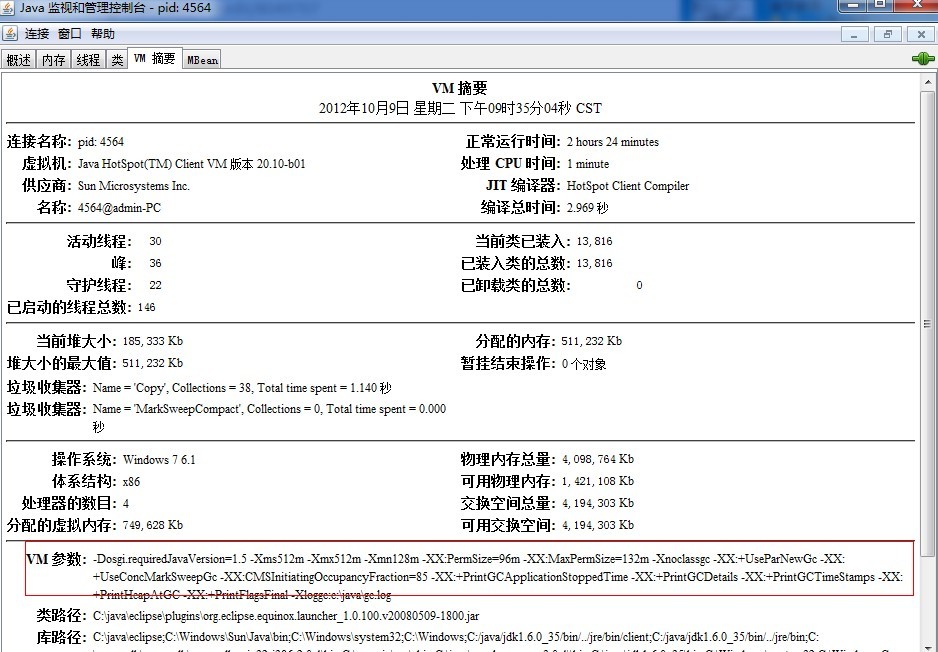 Java 监视和管理控制台 - pid: 4564
连接 窗口 帮助
概述 内存 线程 类 VM 摘要 MBean
VM 摘要
2012年10月9日 星期二 下午09时35分04秒 CST
连接名称: pid: 4564 正常运行时间: 2 hours 24 minutes
虚拟机: Java HotSpot(TM) Client VM 版本 20.10-b01 处理 CPU 时间: 1 minute
供应商: Sun Microsystems Inc. JIT 编译器: HotSpot Client Compiler
名称: 4564@admin-PC 编译总时间: 2.969 秒
活动线程: 30 当前类已装入: 13,816
峰: 36 已装入类的总数: 13,816
守护线程: 22 已卸载类的总数: 0
已启动的线程总数: 146
当前堆大小: 185,333 Kb 分配的内存: 511,232 Kb
堆大小的最大值: 511,232 Kb 暂挂结束操作: 0 个对象
垃圾收集器: Name = 'Copy', Collections = 38, Total time spent = 1.140 秒
垃圾收集器: Name = 'MarkSweepCompact', Collections = 0, Total time spent = 0.000
秒
操作系统: Windows 7 6.1 物理内存总量: 4,098,764 Kb
体系结构: x86 可用物理内存: 1,421,108 Kb
处理器的数目: 4 交换空间总量: 4,194,303 Kb
分配的虚拟内存: 749,628 Kb 可用交换空间: 4,194,303 Kb
VM 参数: -Dosgi.requiredJavaVersion=1.5 -Xms512m -Xmx512m -Xmn128m -XX:PermSize=96m -XX:MaxPermSize=132m -Xnoclassgc -XX:+UseParNewGc -XX:
+UseConcMarkSweepGc -XX:CMSInitiatingOccupancyFraction=85 -XX:+PrintGCApplicationStoppedTime -XX:+PrintGCDetails -XX:+PrintGCTimeStamps -XX:
+PrintHeapAtGC -XX:+PrintFlagsFinal -Xloggc:c:\java\gc.log
类路径: C:\java\eclipse\plugins\org.eclipse.equinox.launcher_1.0.100.v20080509-1800.jar
库路径: C:\java\eclipse;C:\Windows\Sun\Java\bin;C:\Windows\system32;C:\Windows;C:/java/jdk1.6.0_35/bin/../jre/bin/client;C:/java/jdk1.6.0_35/bin/../jre/bin;C: